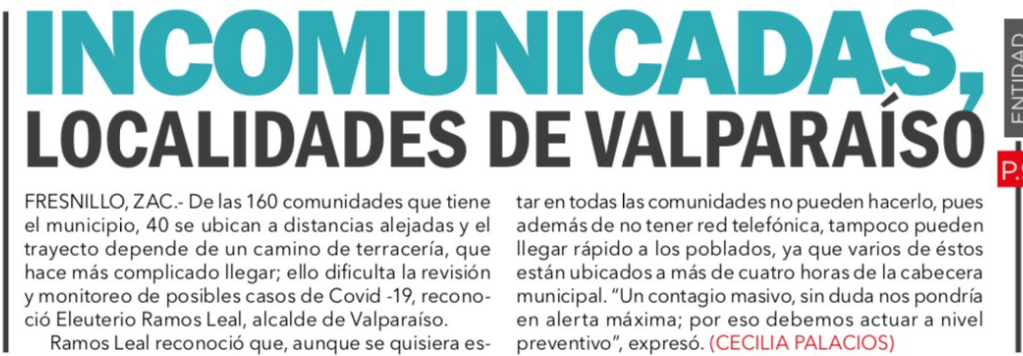 INCOMUNICADAS,
LOCALIDADES DE VALPARAÍSO
FRESNILLO, ZAC.- De las 160 comunidades que tiene
el municipio, 40 se ubican a distancias alejadas y el
trayecto depende de un camino de terracería, que
hace más complicado llegar; ello dificulta la revisión
y monitoreo de posibles casos de Covid -19, recono-
ció Eleuterio Ramos Leal, alcalde de Valparaíso.
Ramos Leal reconoció que, aunque se quisiera es-
tar en todas las comunidades no pueden hacerlo, pues
además de no tener red telefónica, tampoco pueden
llegar rápido a los poblados, ya que varios de éstos
están ubicados a más de cuatro horas de la cabecera
municipal. “Un contagio masivo, sin duda nos pondría
en alerta máxima; por eso debemos actuar a nivel
preventivo”, expresó. (CECILIA PALACIOS)
ENTIDAD